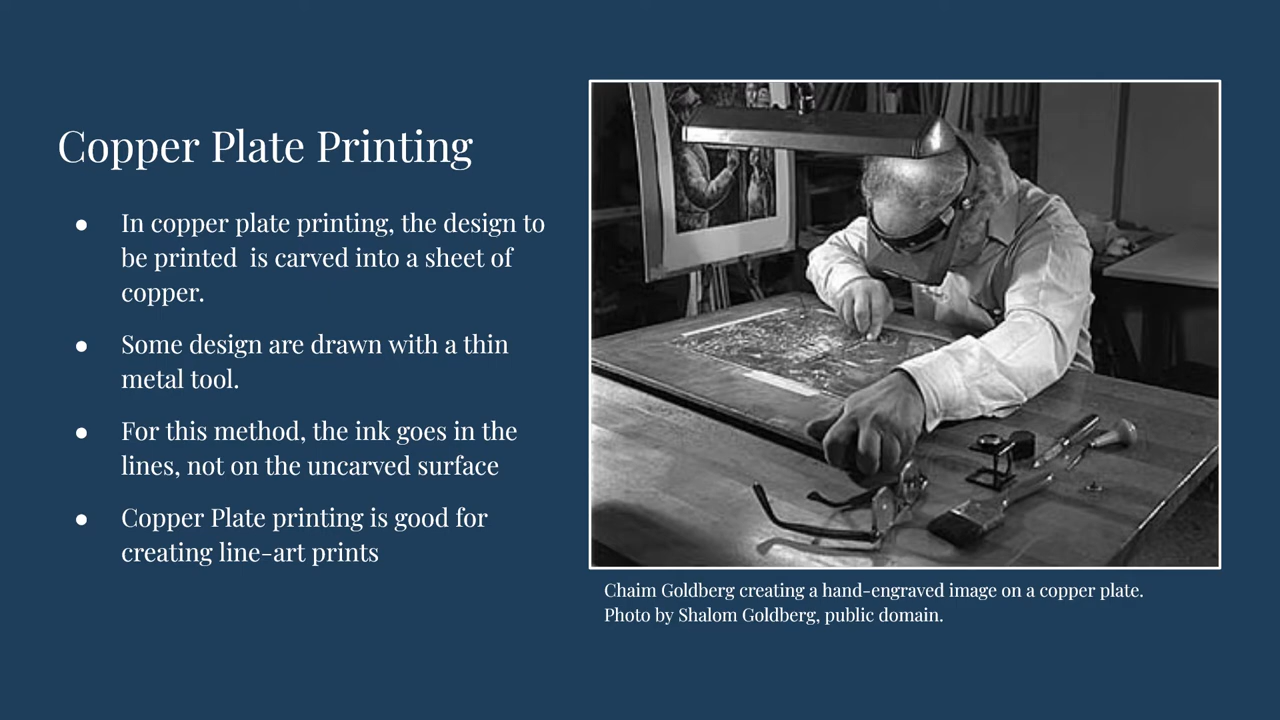 Copper Plate Printing
● In copper plate printing, the design to
be printed  is carved into a sheet of
copper.
● Some design are drawn with a thin
metal tool.
● For this method, the ink goes in the
lines, not on the uncarved surface
● Copper Plate printing is good for
creating line-art prints
Chaim Goldberg creating a hand-engraved image on a copper plate.
Photo by Shalom Goldberg, public domain.